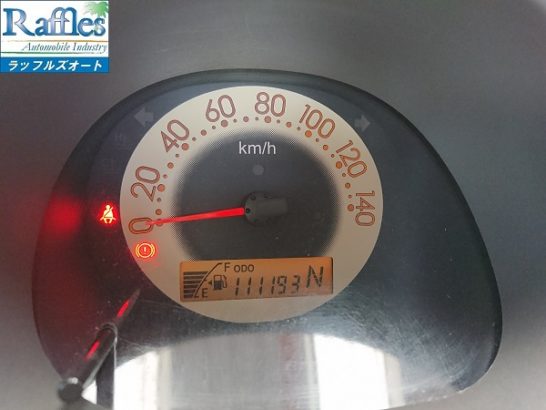 Raffles
Automobile Industry
ラッフルズオート
0 20 40 60 80 100 120 140
km/h
F ODO
E 111193 N